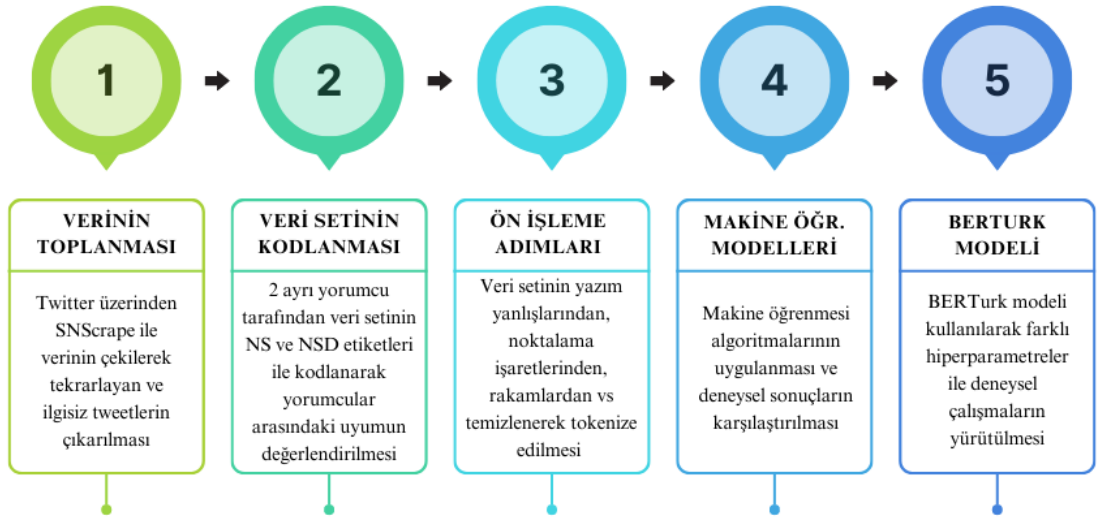 1
2
3
4
5
VERİNİN
TOPLANMASI
Twitter üzerinden
SNScrape ile
verinin çekilerek
tekrarlayan ve
ilgisiz tweetlerin
çıkarılması
VERİ SETİNİN
KODLANMASI
2 ayrı yorumcu
tarafından veri setinin
NS ve NSD etiketleri
ile kodlanarak
yorumcular
arasındaki uyumun
değerlendirilmesi
ÖN İŞLEME
ADIMLARI
Veri setinin yazım
yanlışlarından,
noktalama
işaretlerinden,
rakamlardan vs
temizlenerek tokenize
edilmesi
MAKİNE ÖĞR.
MODELLERİ
Makine öğrenmesi
algoritmalarının
uygulanması ve
deneysel sonuçların
karşılaştırılması
BERTURK
MODELİ
BERTurk modeli
kullanılarak farklı
hiperparametreler
ile deneysel
çalışmaların
yürütülmesi